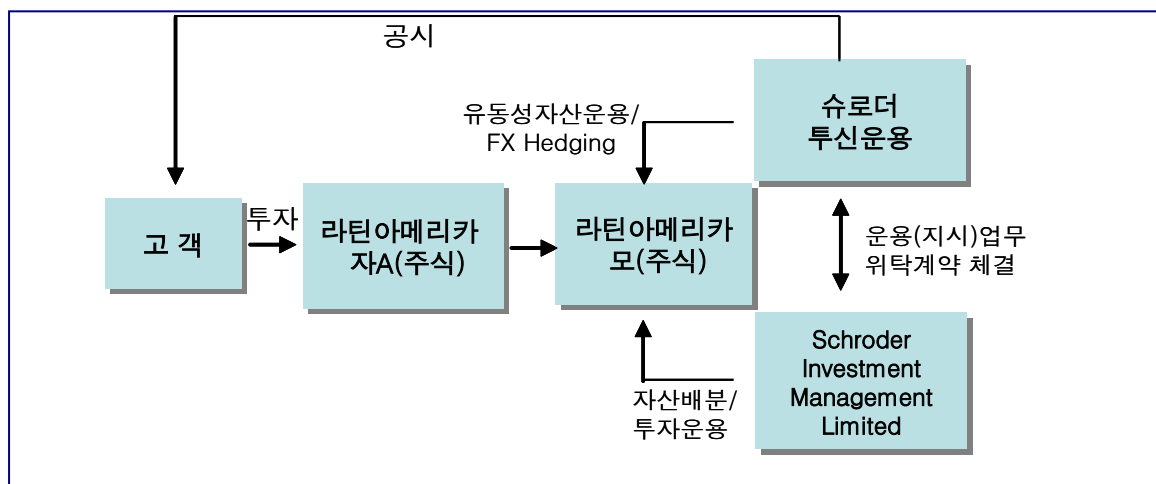 공시
슈로더
투신운용
유동성자산운용/
FX Hedging
고 객
투자
라틴아메리카
자A(주식)
라틴아메리카
모(주식)
운용(지시)업무
위탁계약 체결
Schroder
Investment
Management
Limited
자산배분/
투자운용